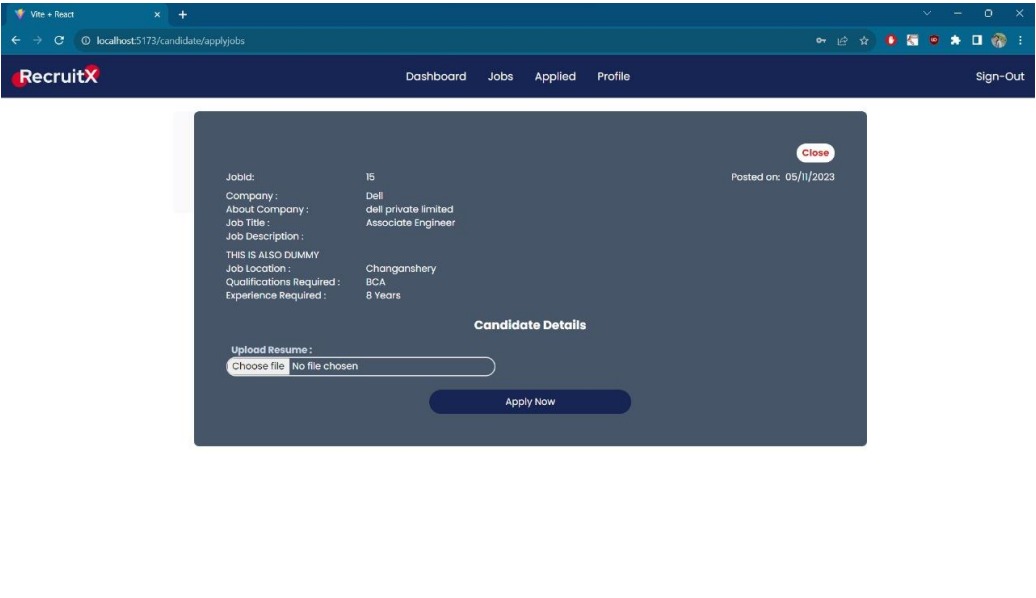 Vite + React
localhost:5173/candidate/applyjobs
RecruitX
Dashboard Jobs Applied Profile Sign-Out
Close
JobId: 15 Posted on: 05/11/2023
Company : Dell
About Company : dell private limited
Job Title : Associate Engineer
Job Description :
THIS IS ALSO DUMMY
Job Location : Changanshery
Qualifications Required : BCA
Experience Required : 8 Years
Candidate Details
Upload Resume :
Choose file No file chosen
Apply Now